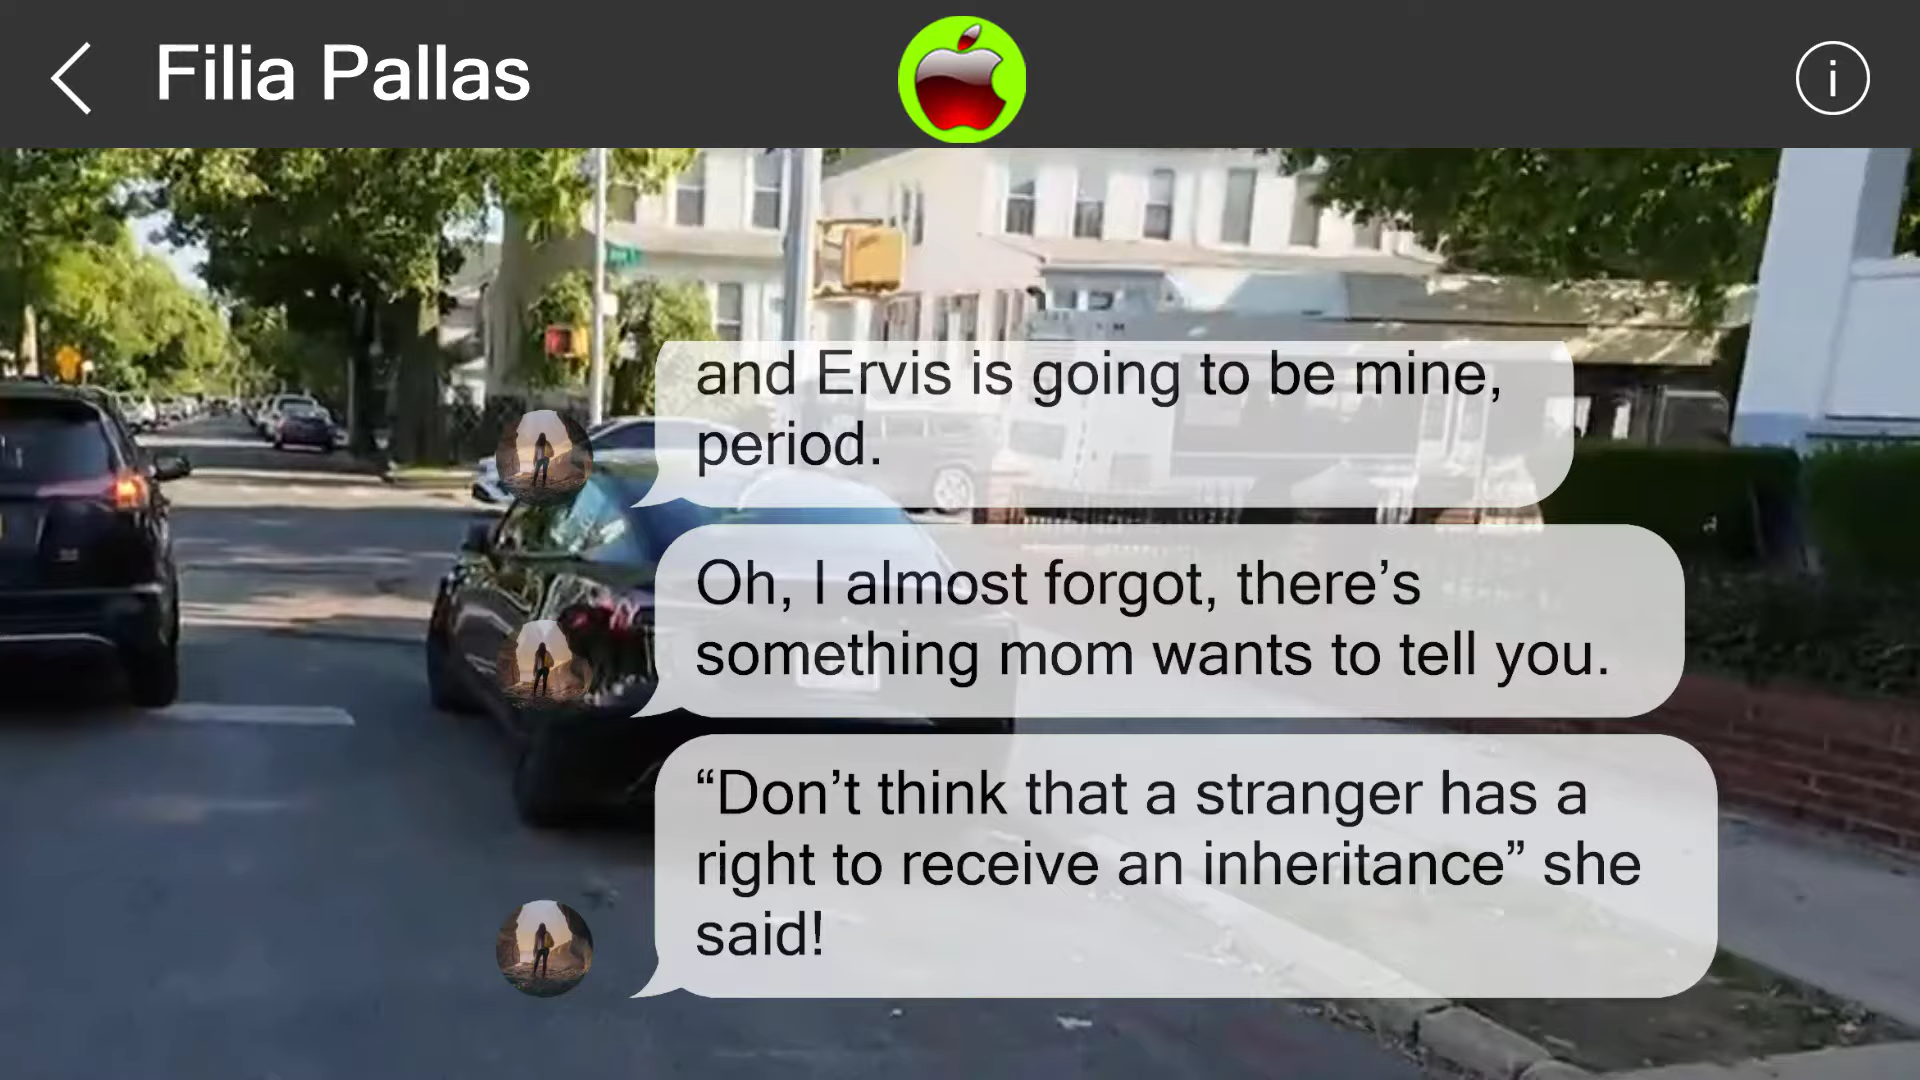 Filia Pallas
and Ervis is going to be mine,
period.
Oh, I almost forgot, there’s
something mom wants to tell you.
“Don’t think that a stranger has a
right to receive an inheritance” she
said!